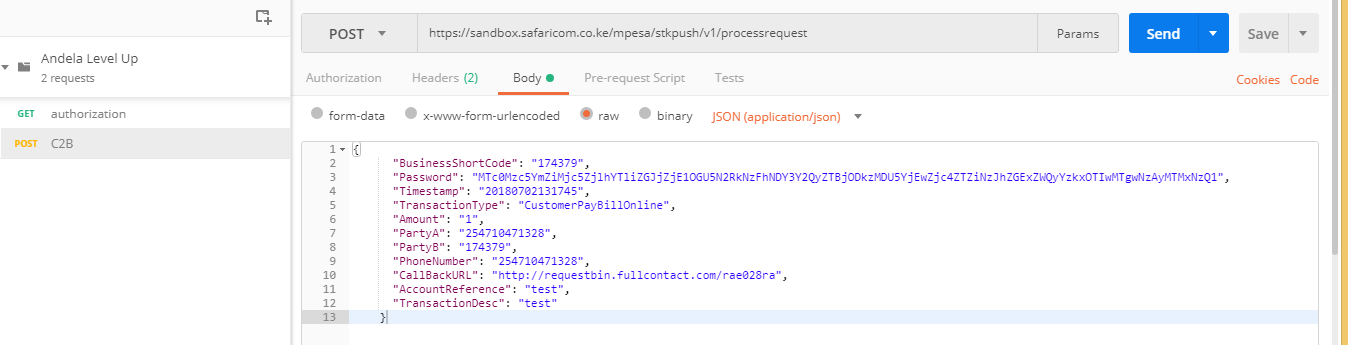 POST
https://sandbox.safaricom.co.ke/mpesa/stkpush/v1/processrequest
Params
Send
Save
Andela Level Up
2 requests
Authorization
Headers (2)
Body
Pre-request Script
Tests
Cookies
Code
GET authorization
POST C2B
form-data
x-www-form-urlencoded
raw
binary
JSON (application/json)
1 {
2 "BusinessShortCode": "174379",
3 "Password": "MTc0Mzc5YmZiMjc5ZjlhYTliZGJjZjE1OGU5N2RkNzFhNDY3Y2QyZTBjODkzMDU5YjEwZjc4ZTZiNzJhZGExZWQyYzkxOTIwMTgwNzAyMTMxNzQ1",
4 "Timestamp": "20180702131745",
5 "TransactionType": "CustomerPayBillOnline",
6 "Amount": "1",
7 "PartyA": "254710471328",
8 "PartyB": "174379",
9 "PhoneNumber": "254710471328",
10 "CallBackURL": "http://requestbin.fullcontact.com/rae028ra",
11 "AccountReference": "test",
12 "TransactionDesc": "test"
13 }